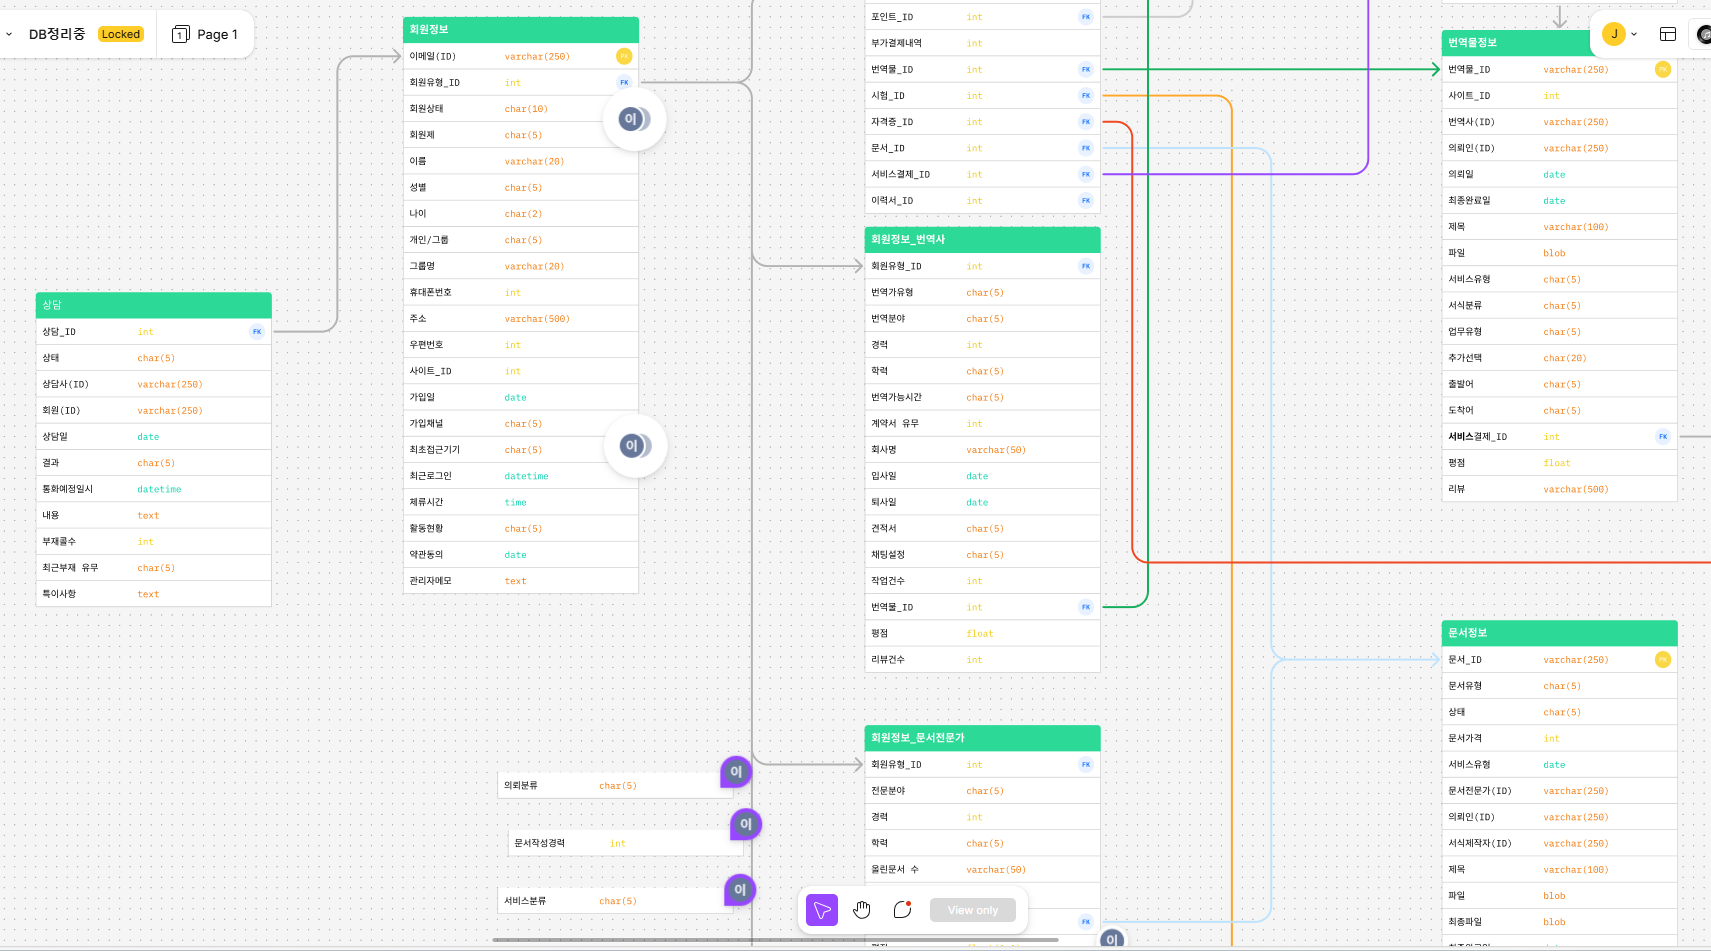 DB정리중 Locked
Page 1
J
상담
상담_ID int FK
상태 char(5)
상담사(ID) varchar(250)
회원(ID) varchar(250)
상담일 date
결과 char(5)
통화예정일시 datetime
내용 text
부재콜수 int
최근부재 유무 char(5)
특이사항 text
회원정보
이메일(ID) varchar(250) PK
회원유형_ID int FK
회원상태 char(10)
회원제 char(5)
이름 varchar(20)
성별 char(5)
나이 char(2)
개인/그룹 char(5)
그룹명 varchar(20)
휴대폰번호 int
주소 varchar(500)
우편번호 int
사이트_ID int
가입일 date
가입채널 char(5)
최초접근기기 char(5)
최근로그인 datetime
체류시간 time
활동현황 char(5)
약관동의 date
관리자메모 text
이
이
의뢰분류 char(5)
이
문서작성경력 int
이
서비스분류 char(5)
이
포인트_ID int FK
부가결제내역 int
번역물_ID int FK
시험_ID int FK
자격증_ID int FK
문서_ID int FK
서비스결제_ID int FK
이력서_ID int FK
회원정보_번역사
회원유형_ID int FK
번역가유형 char(5)
번역분야 char(5)
경력 int
학력 char(5)
번역가능시간 char(5)
계약서 유무 int
회사명 varchar(50)
입사일 date
퇴사일 date
견적서 char(5)
채팅설정 char(5)
작업건수 int
번역물_ID int FK
평점 float
리뷰건수 int
회원정보_문서전문가
회원유형_ID int FK
전문분야 char(5)
경력 int
학력 char(5)
올린문서 수 varchar(50)
FK
View only
이
번역물정보
번역물_ID varchar(250) PK
사이트_ID int
번역사(ID) varchar(250)
의뢰인(ID) varchar(250)
의뢰일 date
최종완료일 date
제목 varchar(100)
파일 blob
서비스유형 char(5)
서식분류 char(5)
업무유형 char(5)
추가선택 char(20)
출발어 char(5)
도착어 char(5)
서비스결제_ID int FK
평점 float
리뷰 varchar(500)
문서정보
문서_ID varchar(250) PK
문서유형 char(5)
상태 char(5)
문서가격 int
서비스유형 date
문서전문가(ID) varchar(250)
의뢰인(ID) varchar(250)
서식제작자(ID) varchar(250)
제목 varchar(100)
파일 blob
최종파일 blob